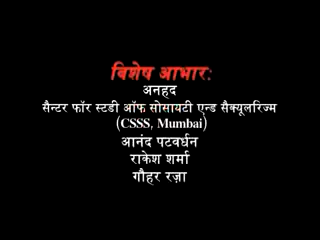 विशेष आभारः
अनहद
सैन्टर फॉर स्टडी ऑफ सोसायटी एन्ड सैक्यूलरिज्म
(CSSS, Mumbai)
आनंद पटवर्धन
राकेश शर्मा
गौहर रज़ा